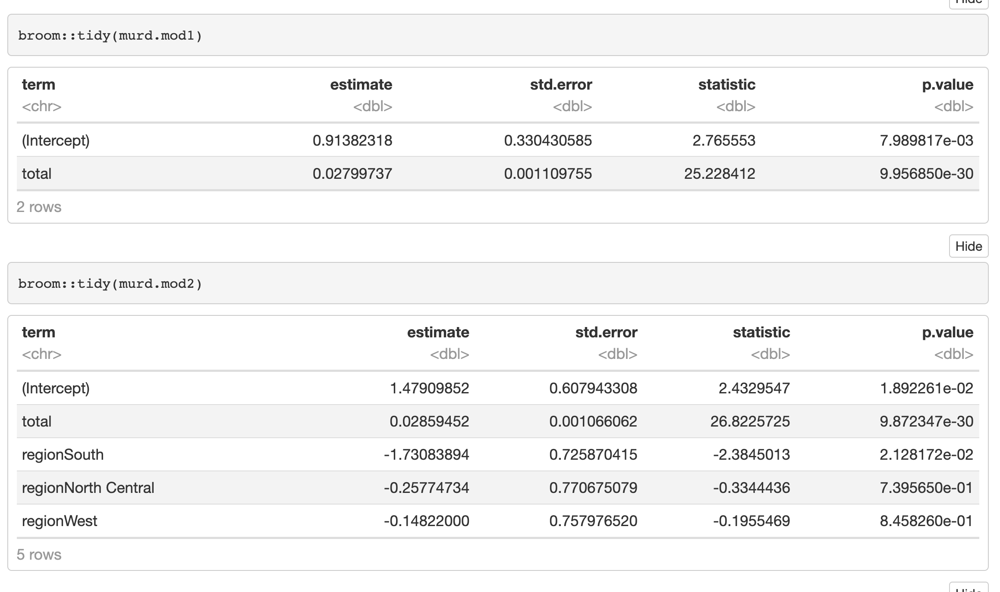 Hide
broom::tidy(murd.mod1)
term estimate std.error statistic p.value
<chr> <dbl> <dbl> <dbl> <dbl>
(Intercept) 0.91382318 0.330430585 2.765553 7.989817e-03
total 0.02799737 0.001109755 25.228412 9.956850e-30
2 rows
Hide
broom::tidy(murd.mod2)
term estimate std.error statistic p.value
<chr> <dbl> <dbl> <dbl> <dbl>
(Intercept) 1.47909852 0.607943308 2.4329547 1.892261e-02
total 0.02859452 0.001066062 26.8225725 9.872347e-30
regionSouth -1.73083894 0.725870415 -2.3845013 2.128172e-02
regionNorth Central -0.25774734 0.770675079 -0.3344436 7.395650e-01
regionWest -0.14822000 0.757976520 -0.1955469 8.458260e-01
5 rows
Hide